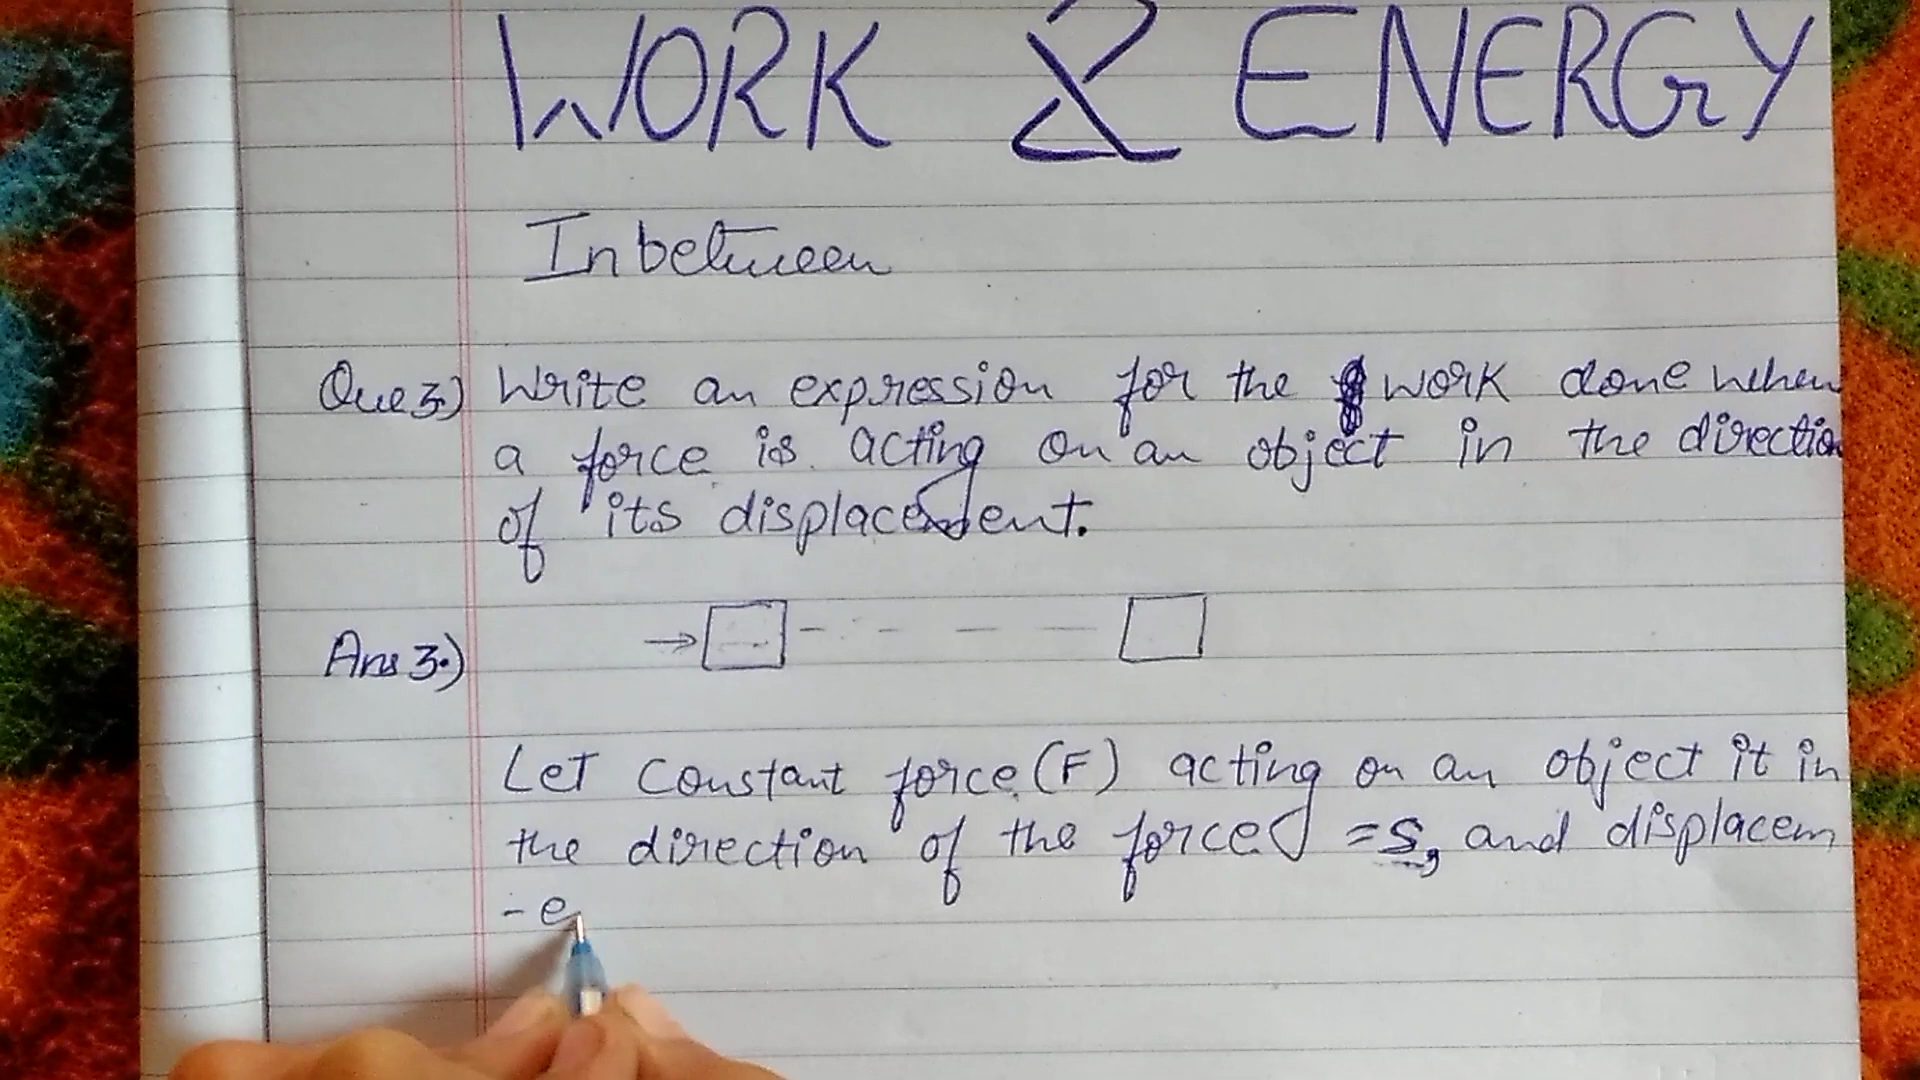 WORK & ENERGY
Inbetween
Que 3.) Write an expression for the work done when
a force is acting on an object in the direction
of its displacement.
Ans 3.)
Let constant force (F) acting on an object it in
the direction of the force = s, and displacem
- e